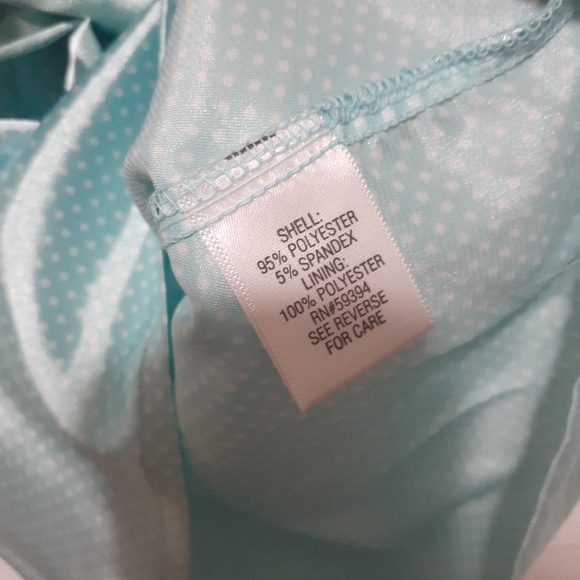 SHELL:
95% POLYESTER
5% SPANDEX
LINING:
100% POLYESTER
RN#59394
SEE REVERSE
FOR CARE